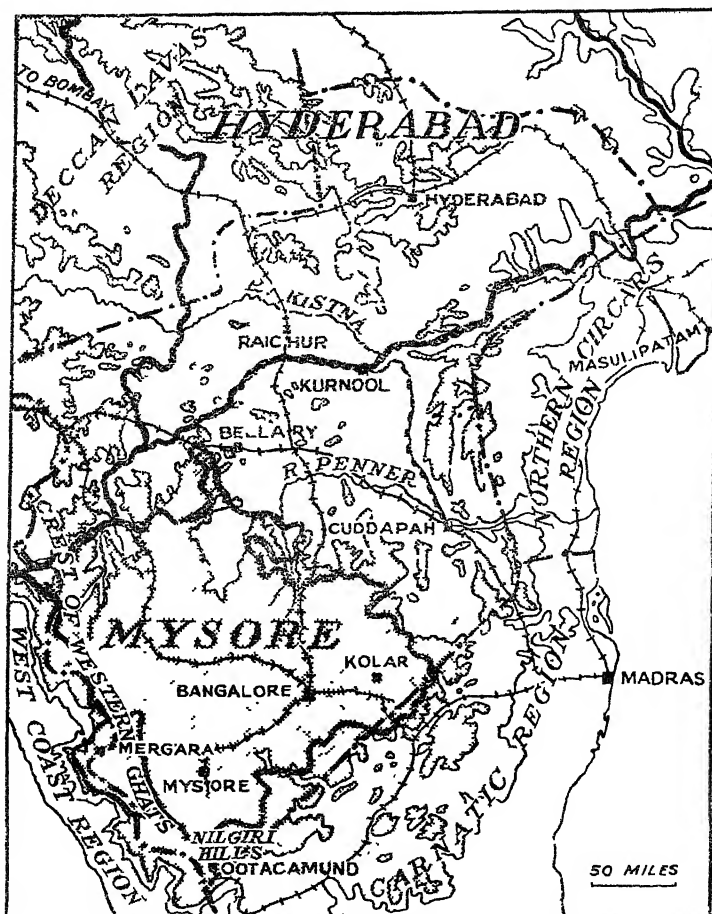 TO BOMBAY
DECCAN LAVAS
REGION
HYDERABAD
HYDERABAD
KISTNA
RAICHUR
KURNOOL
MASULIPATAM
NORTHERN CIRCARS
REGION
BELLARY
R. PENNER
CUDDAPAH
CREST OF WESTERN GHATS
MYSORE
KOLAR
BANGALORE
MADRAS
WEST COAST REGION
MERGARA
MYSORE
CARNATIC REGION
NILGIRI
HILLS
OOTACAMUND
50 MILES